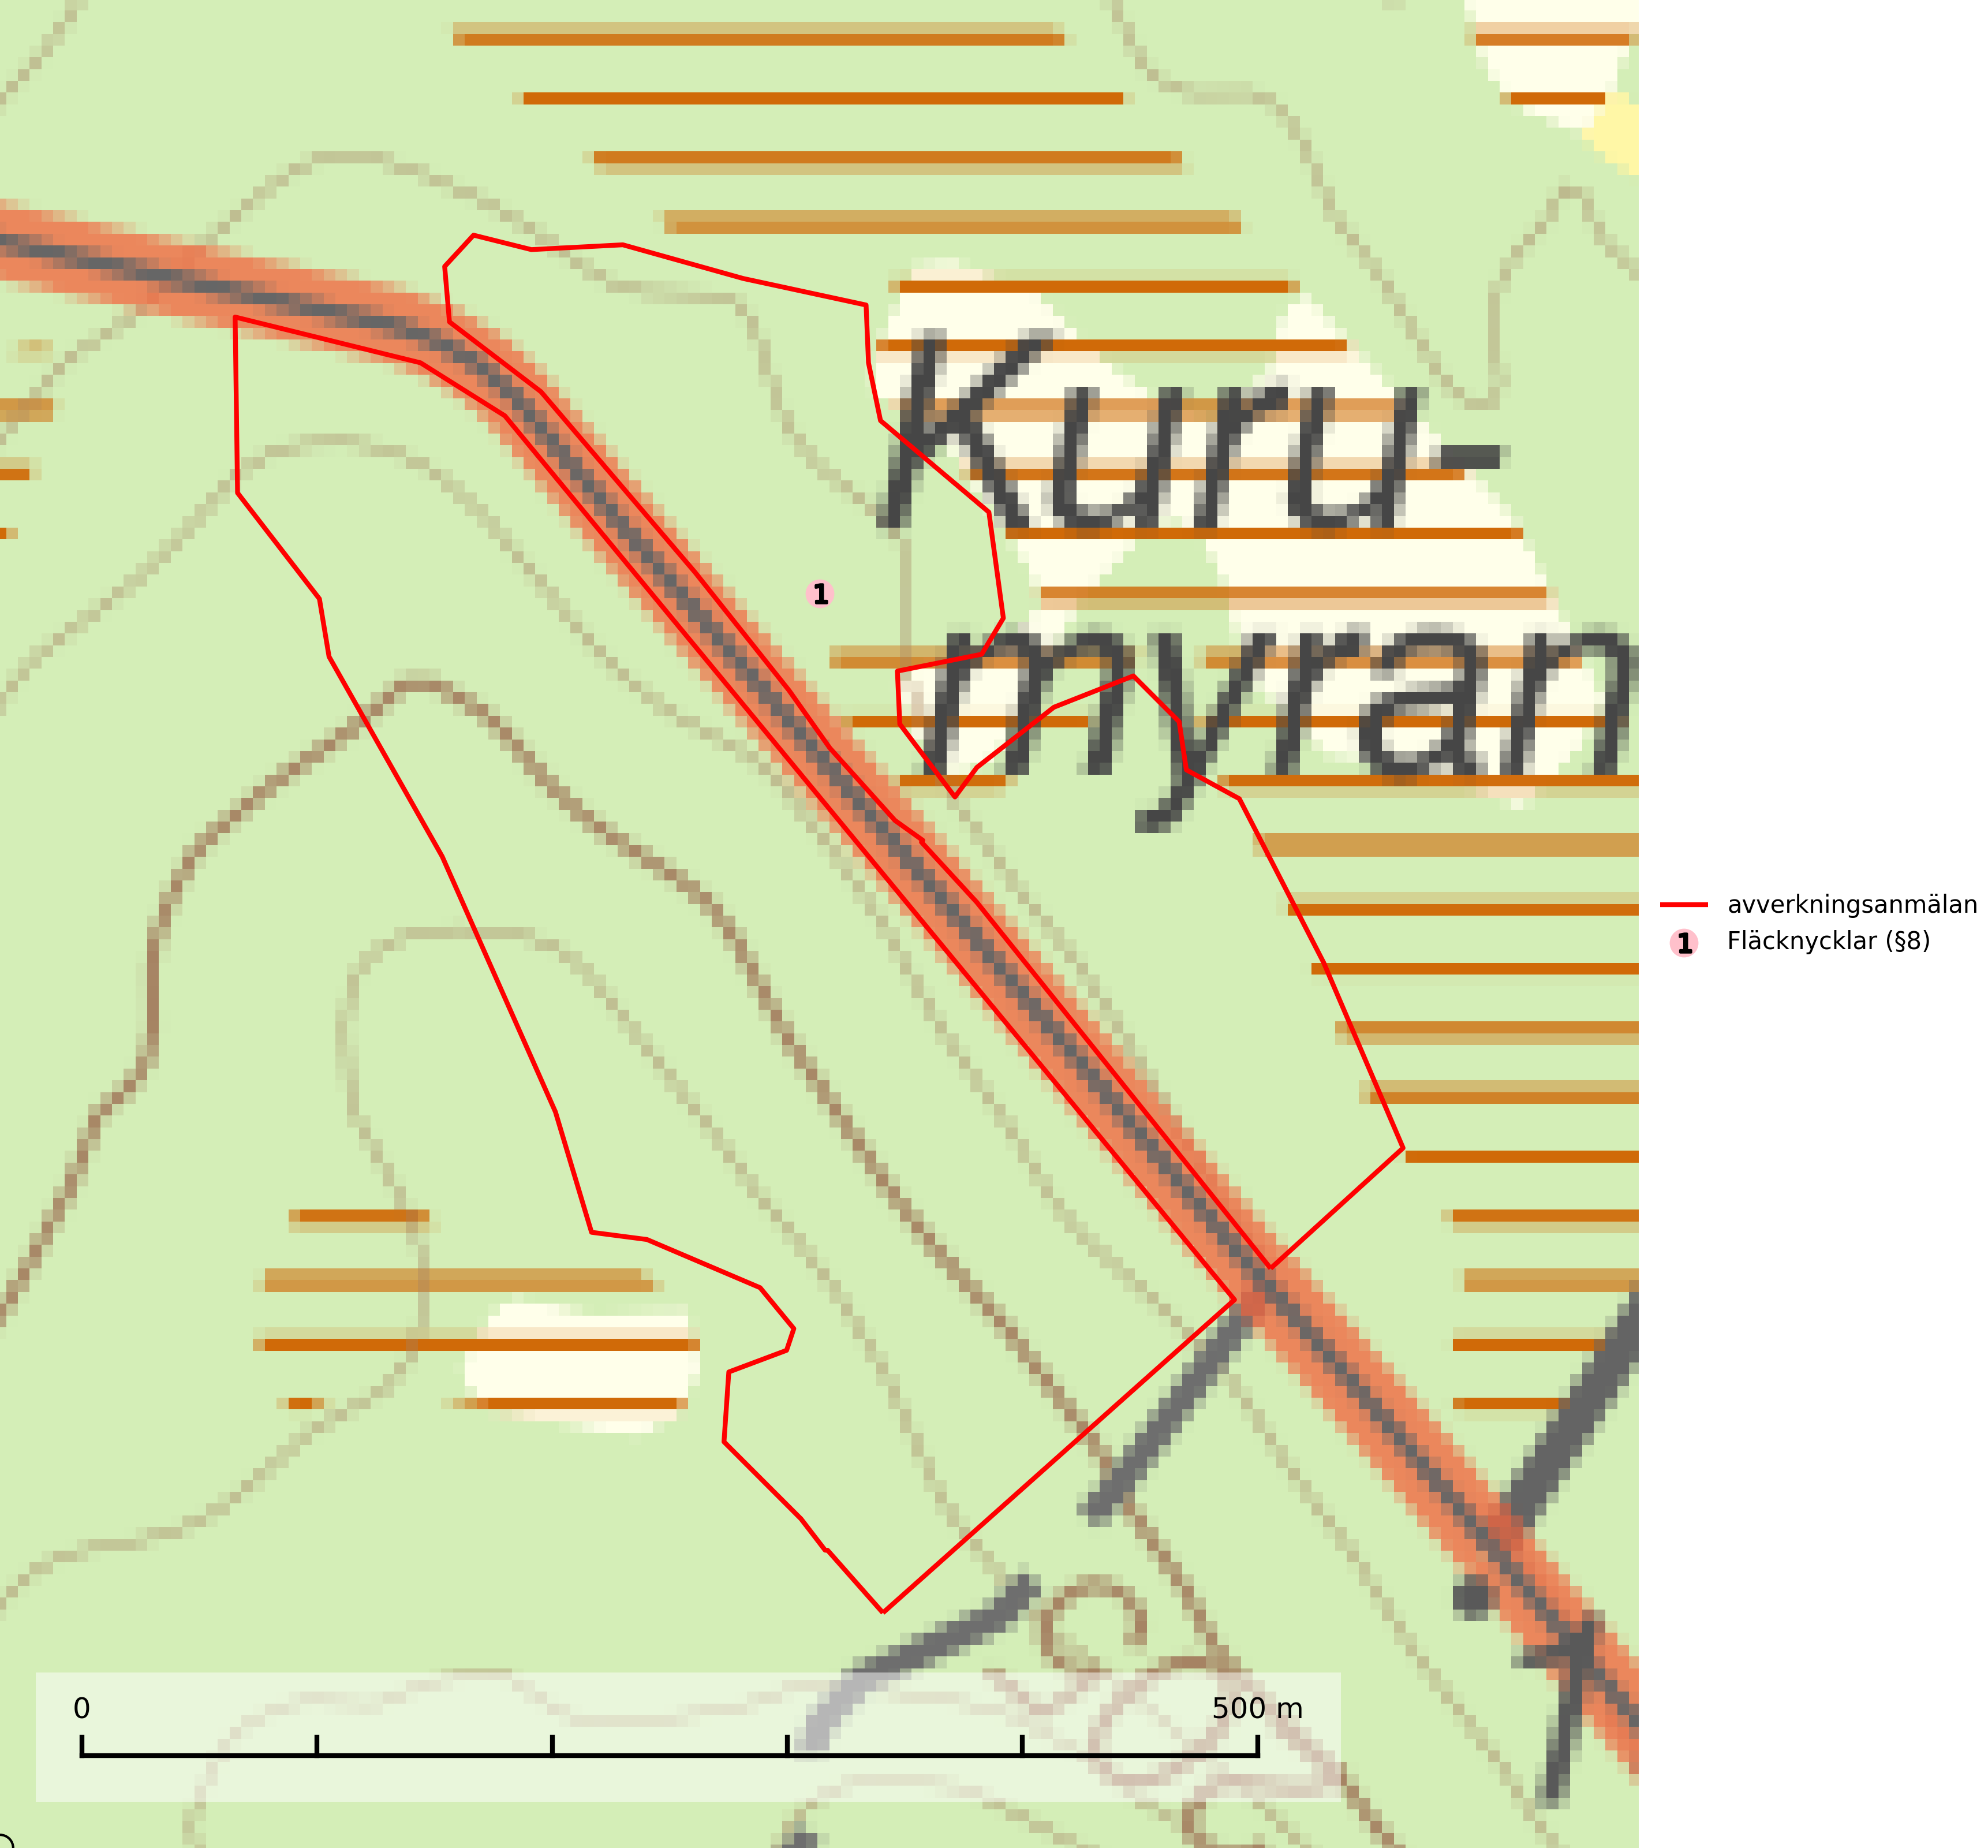 Kuru-
myran
1
avverkningsanmälan
1 Fläcknycklar (§8)
0 500 m